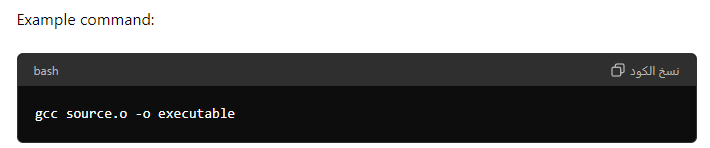 Example command:
bash
نسخ الكود
gcc source.o -o executable